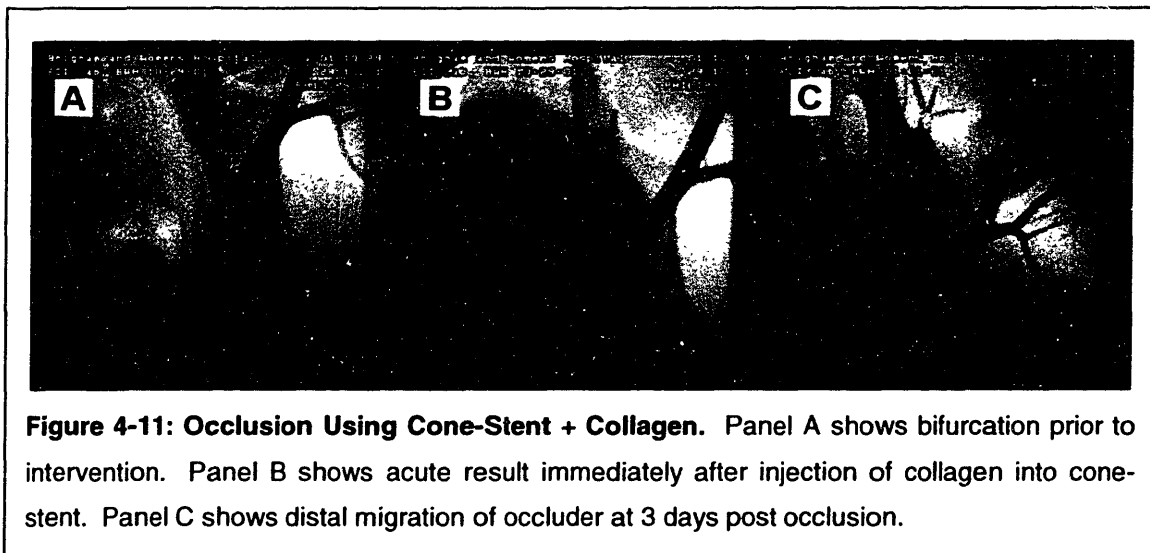 A
B
C
Figure 4-11: Occlusion Using Cone-Stent + Collagen. Panel A shows bifurcation prior to
intervention. Panel B shows acute result immediately after injection of collagen into cone-
stent. Panel C shows distal migration of occluder at 3 days post occlusion.